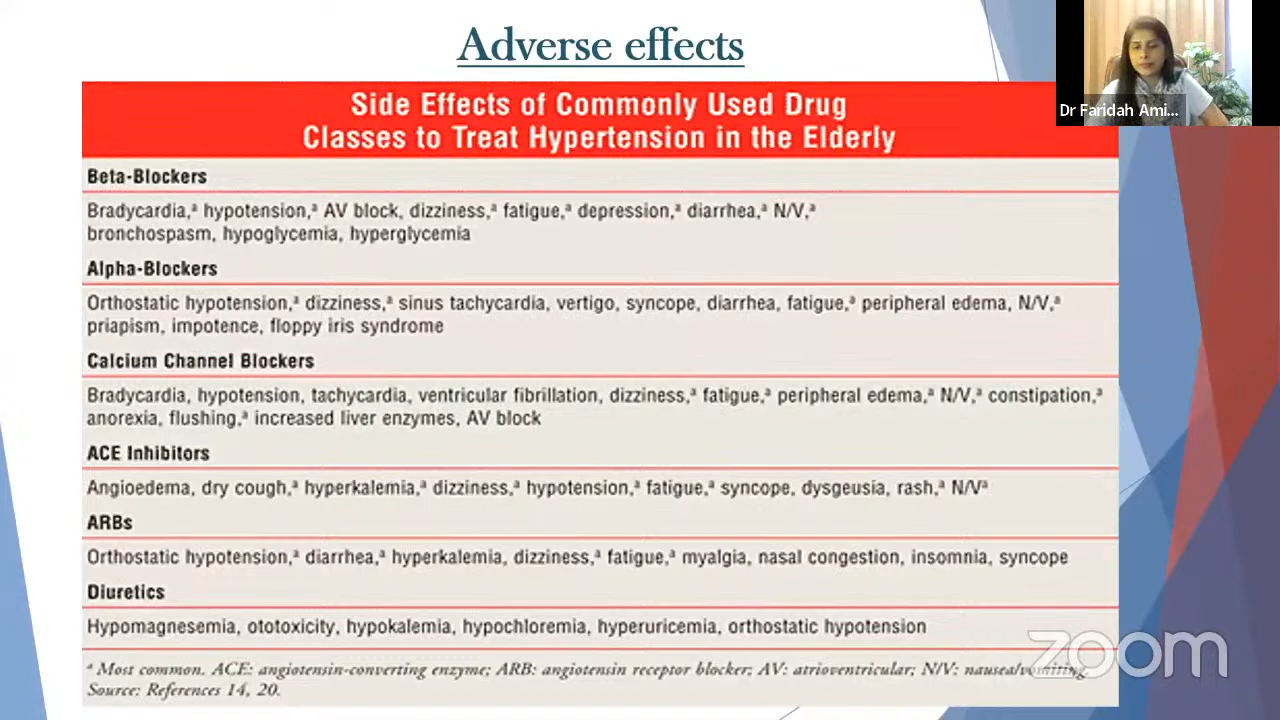 Adverse effects
Dr Faridah Ami...
Side Effects of Commonly Used Drug
Classes to Treat Hypertension in the Elderly
Beta-Blockers
Bradycardia,ª hypotension,ª AV block, dizziness,ª fatigue,ª depression,ª diarrhea,ª N/V,ª
bronchospasm, hypoglycemia, hyperglycemia
Alpha-Blockers
Orthostatic hypotension,ª dizziness,ª sinus tachycardia, vertigo, syncope, diarrhea, fatigue,ª peripheral edema, N/V,ª
priapism, impotence, floppy iris syndrome
Calcium Channel Blockers
Bradycardia, hypotension, tachycardia, ventricular fibrillation, dizziness,ª fatigue,ª peripheral edema,ª N/V,ª constipation,ª
anorexia, flushing,ª increased liver enzymes, AV block
ACE Inhibitors
Angioedema, dry cough,ª hyperkalemia,ª dizziness,ª hypotension,ª fatigue,ª syncope, dysgeusia, rash,ª N/Vª
ARBs
Orthostatic hypotension,ª diarrhea,ª hyperkalemia, dizziness,ª fatigue,ª myalgia, nasal congestion, insomnia, syncope
Diuretics
Hypomagnesemia, ototoxicity, hypokalemia, hypochloremia, hyperuricemia, orthostatic hypotension
ª Most common. ACE: angiotensin-converting enzyme; ARB: angiotensin receptor blocker; AV: atrioventricular; N/V: nausea/vomiting.
Source: References 14, 20.
zoom